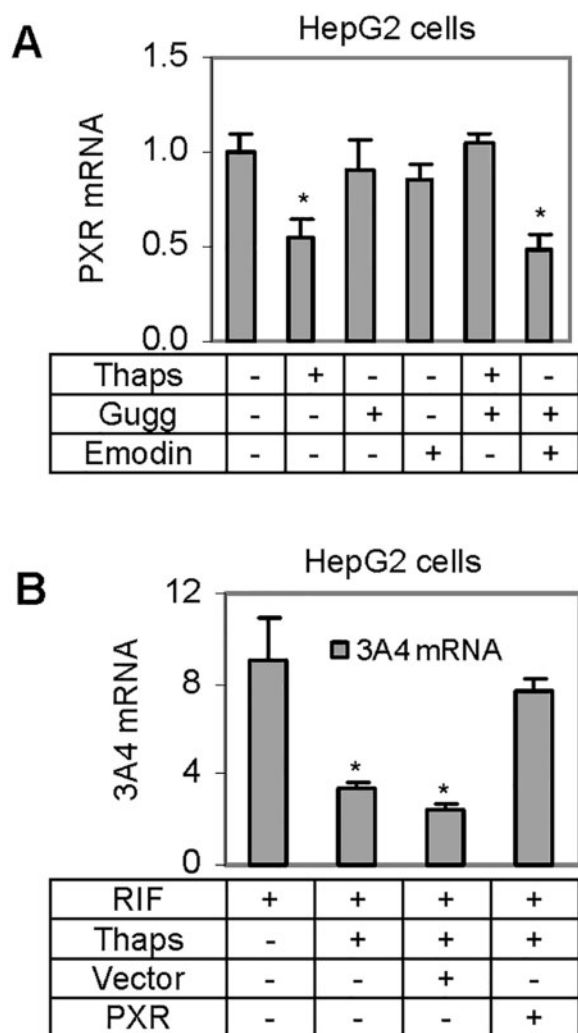 A
HepG2 cells
PXR mRNA
1.5
1.0
0.5
0.0
* *
Thaps - + - - + -
Gugg - - + - + +
Emodin - - - + - +
B
HepG2 cells
3A4 mRNA
12
8
4
0
3A4 mRNA
* *
RIF + + + +
Thaps - + + +
Vector - - + -
PXR - - - +